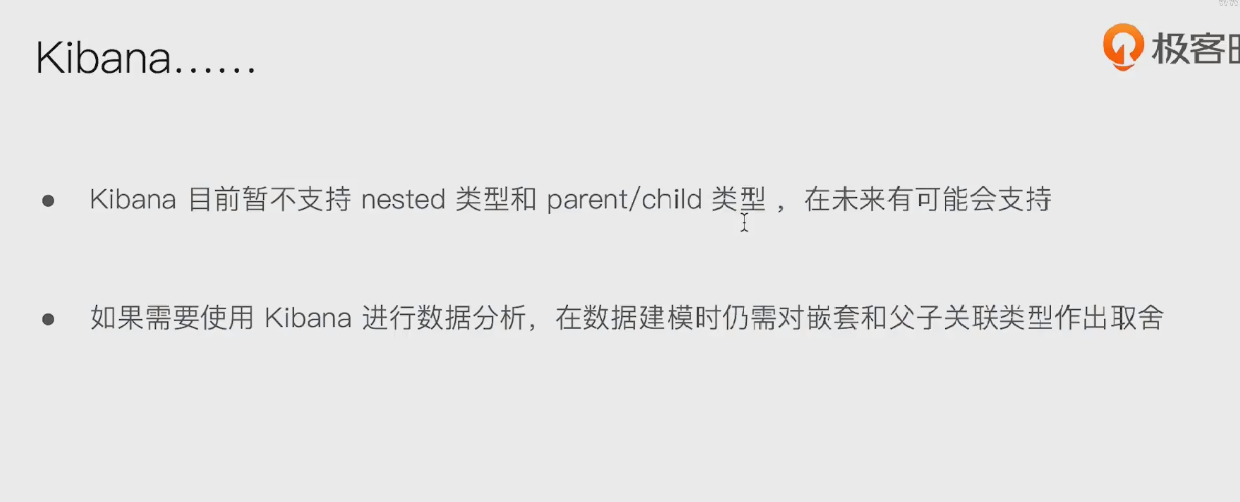 Kibana……
极客时
Kibana 目前暂不支持 nested 类型和 parent/child 类型 ，在未来有可能会支持
如果需要使用 Kibana 进行数据分析，在数据建模时仍需对嵌套和父子关联类型作出取舍